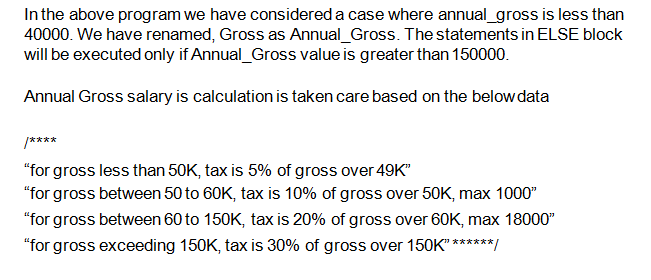 In the above program we have considered a case where annual_gross is less than
40000. We have renamed, Gross as Annual_Gross. The statements in ELSE block
will be executed only if Annual_Gross value is greater than 150000.
Annual Gross salary is calculation is taken care based on the below data
/****
“for gross less than 50K, tax is 5% of gross over 49K”
“for gross between 50 to 60K, tax is 10% of gross over 50K, max 1000”
“for gross between 60 to 150K, tax is 20% of gross over 60K, max 18000”
“for gross exceeding 150K, tax is 30% of gross over 150K” ******/